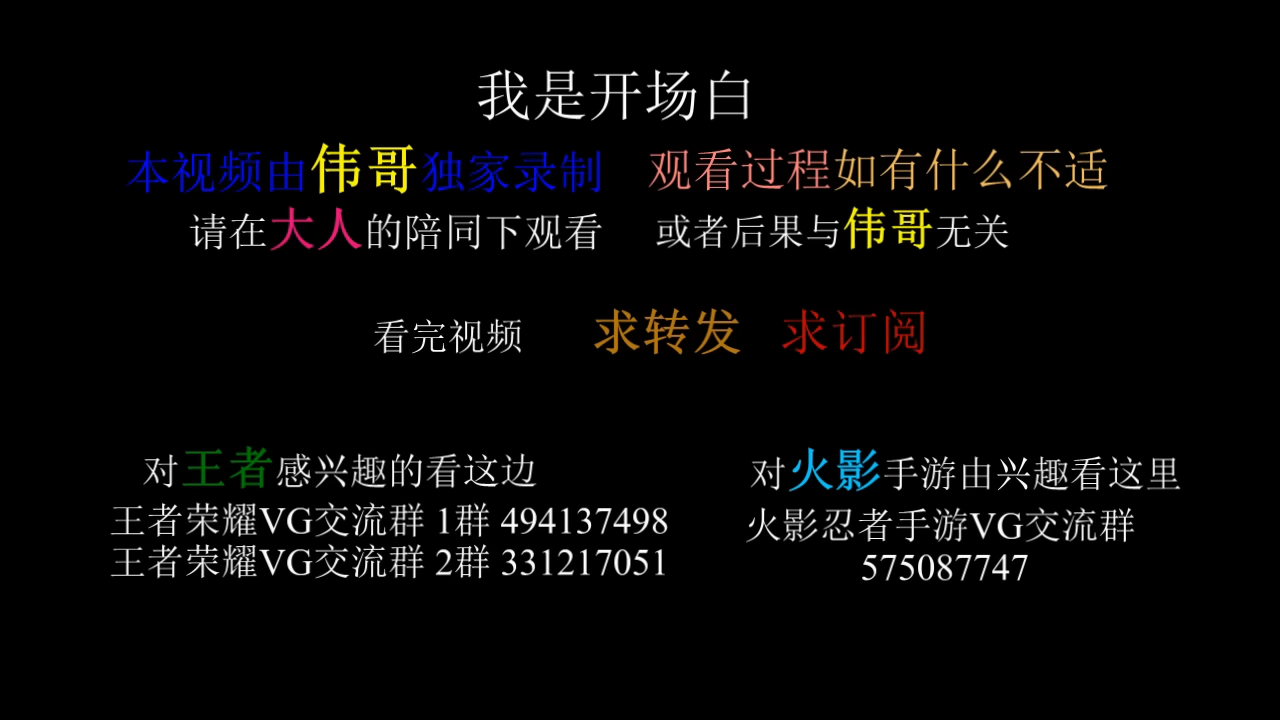 我是开场白
本视频由伟哥独家录制 观看过程如有什么不适
请在大人的陪同下观看 或者后果与伟哥无关
看完视频 求转发 求订阅
对王者感兴趣的看这边
王者荣耀VG交流群 1群 494137498
王者荣耀VG交流群 2群 331217051
对火影手游由兴趣看这里
火影忍者手游VG交流群
575087747